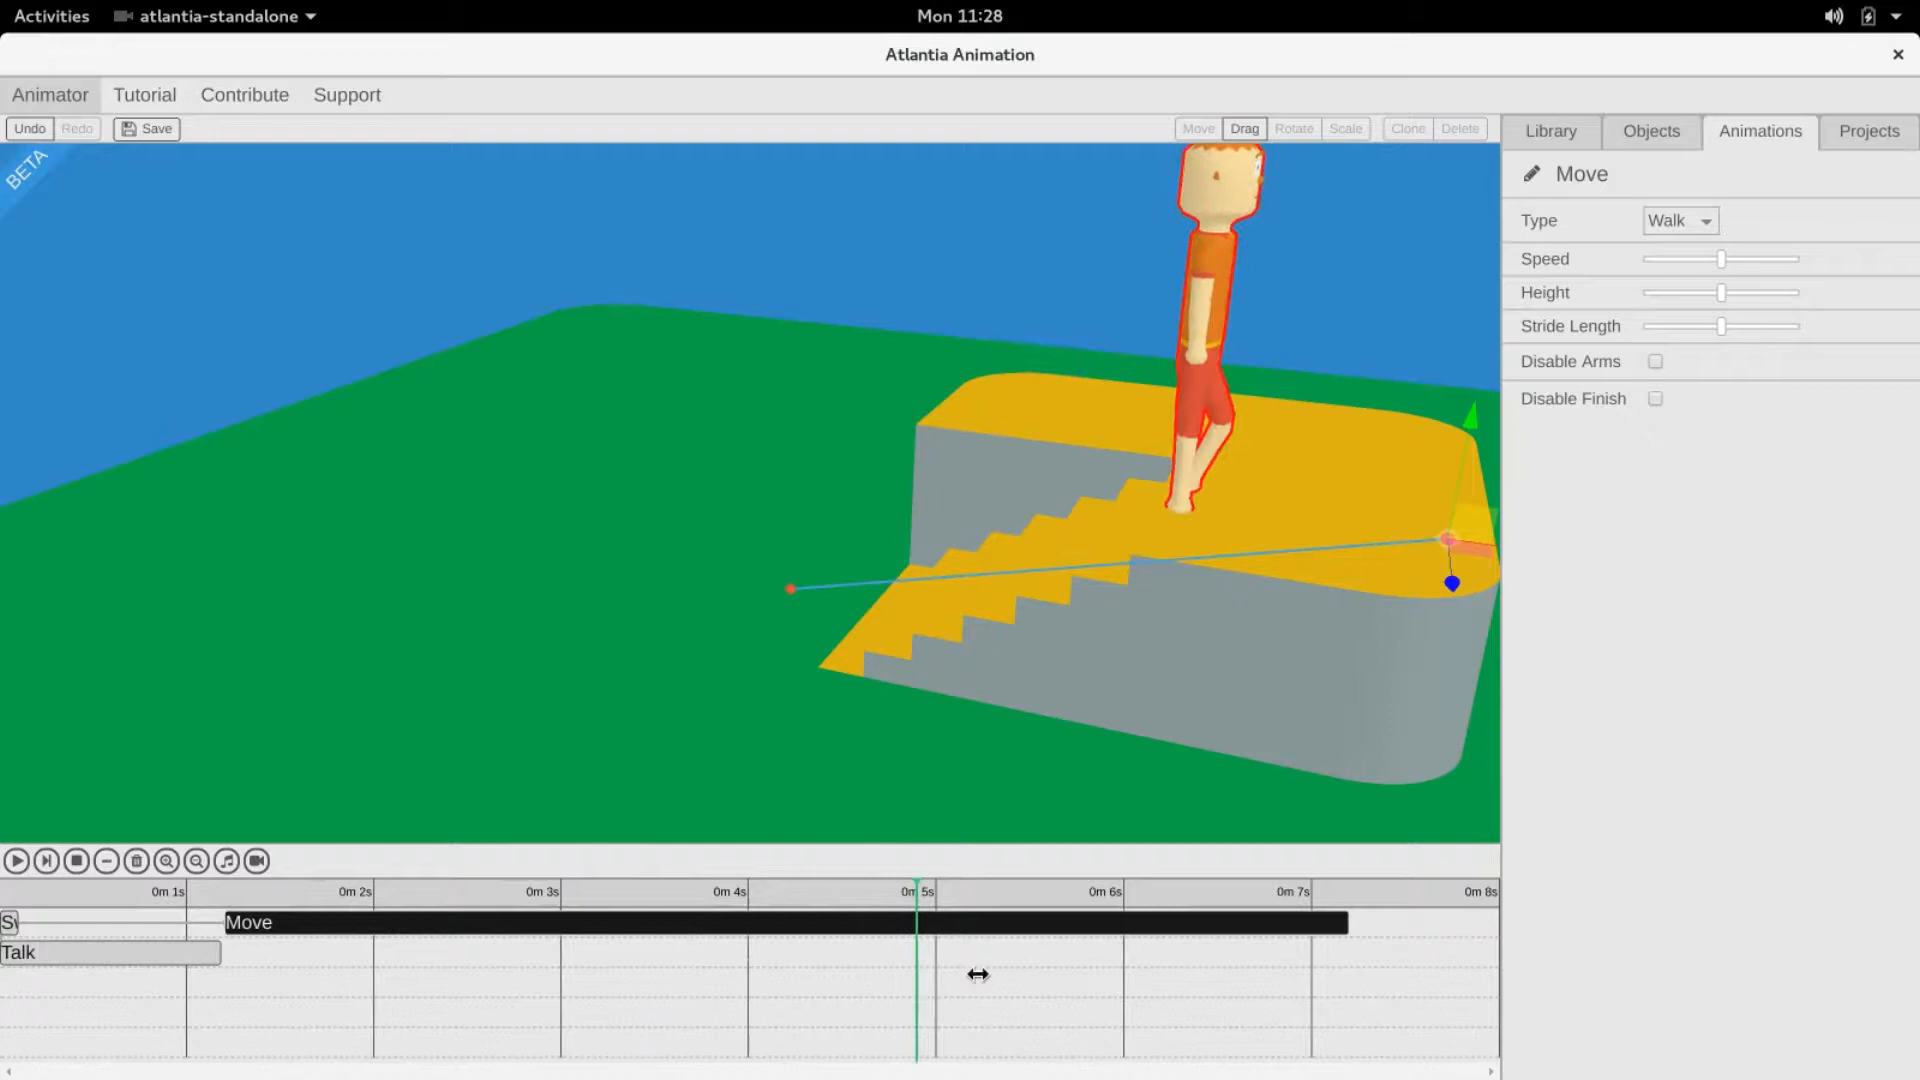 Activities atlantia-standalone Mon 11:28
Atlantia Animation
Animator Tutorial Contribute Support
Undo Redo Save Move Drag Rotate Scale Clone Delete
Library Objects Animations Projects
BETA
Move
Type Walk
Speed
Height
Stride Length
Disable Arms
Disable Finish
0m 1s 0m 2s 0m 3s 0m 4s 0m 5s 0m 6s 0m 7s 0m 8s
Move
Talk